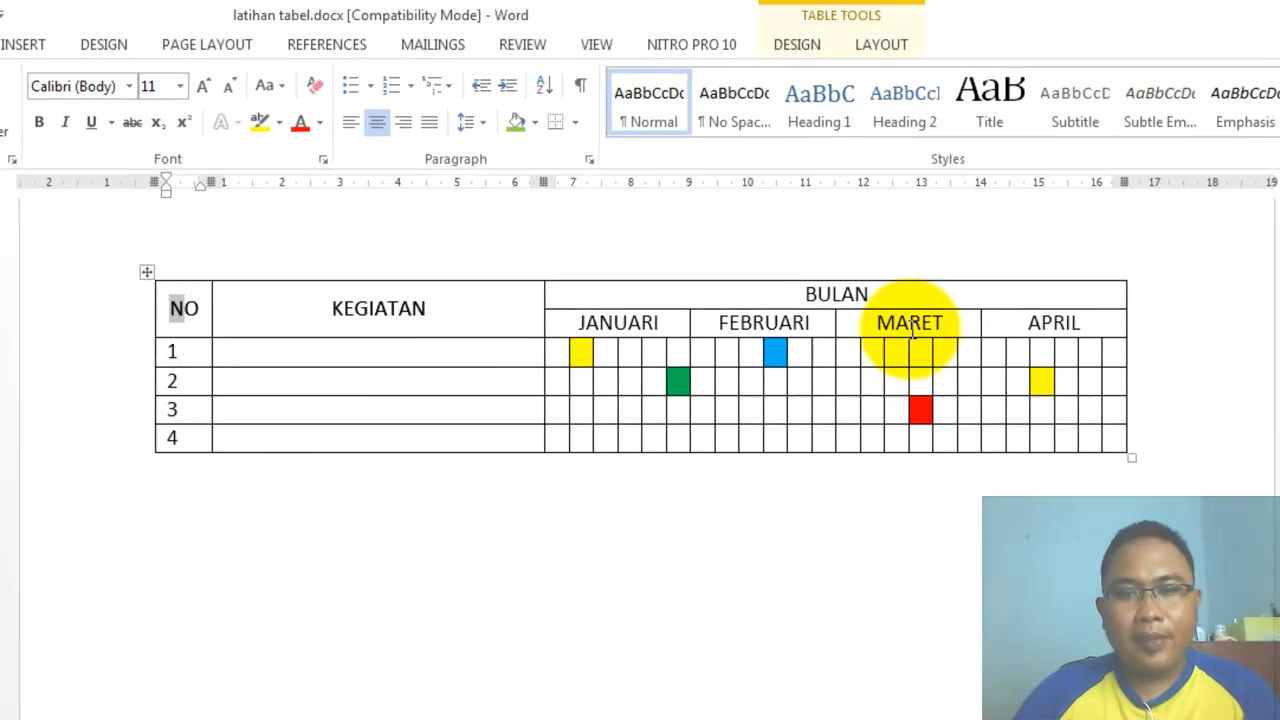 latihan tabel.docx [Compatibility Mode] - Word
TABLE TOOLS
INSERT DESIGN PAGE LAYOUT REFERENCES MAILINGS REVIEW VIEW NITRO PRO 10 DESIGN LAYOUT
Calibri (Body) 11 Aa
AaBbCcDc AaBbCcDc AaBbC AaBbCcI AaB AaBbCcD AaBbCcDc AaBbCcDc
B I U abc X₂ X² A A
¶ Normal ¶ No Spac... Heading 1 Heading 2 Title Subtitle Subtle Em... Emphasis
Font Paragraph Styles
2 1 1 2 3 4 5 6 7 8 9 10 11 12 13 14 15 16 17 18 19
NO KEGIATAN BULAN
JANUARI FEBRUARI MARET APRIL
1
2
3
4